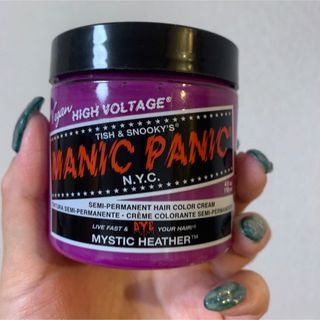 Vegan HIGH VOLTAGE®
TISH & SNOOKY'S
MANIC PANIC
N.Y.C.
SEMI-PERMANENT HAIR COLOR CREAM
TURA SEMI-PERMANENTE - CRÈME COLORANTE SEMI-PERMANENTE
LIVE FAST & DYE YOUR HAIR®
MYSTIC HEATHER™